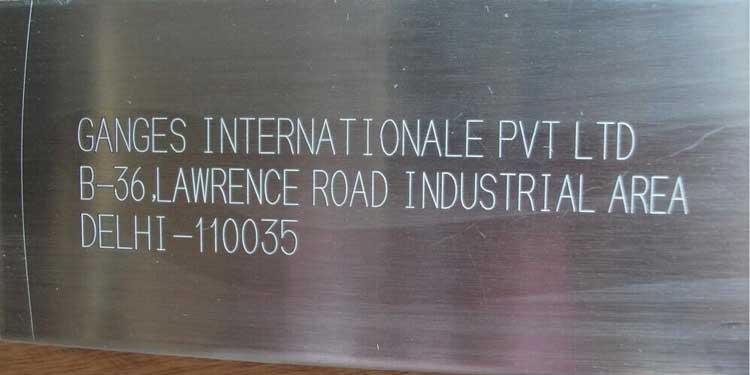 GANGES INTERNATIONALE PVT LTD
B-36,LAWRENCE ROAD INDUSTRIAL AREA
DELHI-110035